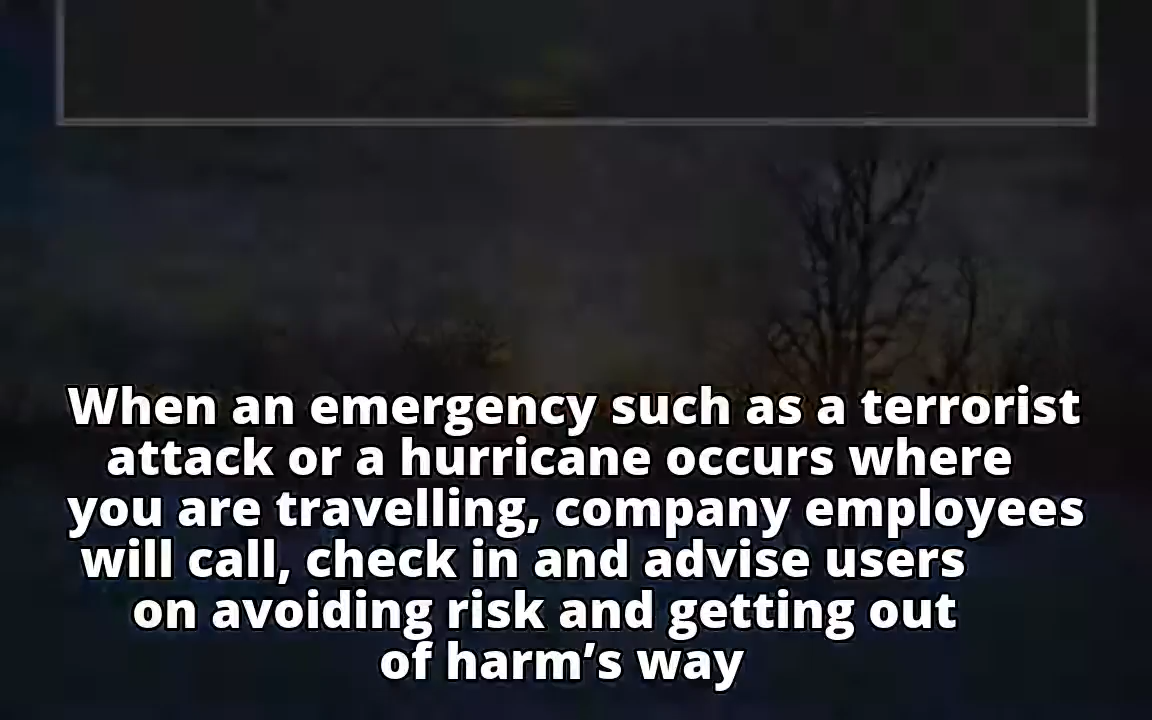 When an emergency such as a terrorist
attack or a hurricane occurs where
you are travelling, company employees
will call, check in and advise users
on avoiding risk and getting out
of harm’s way